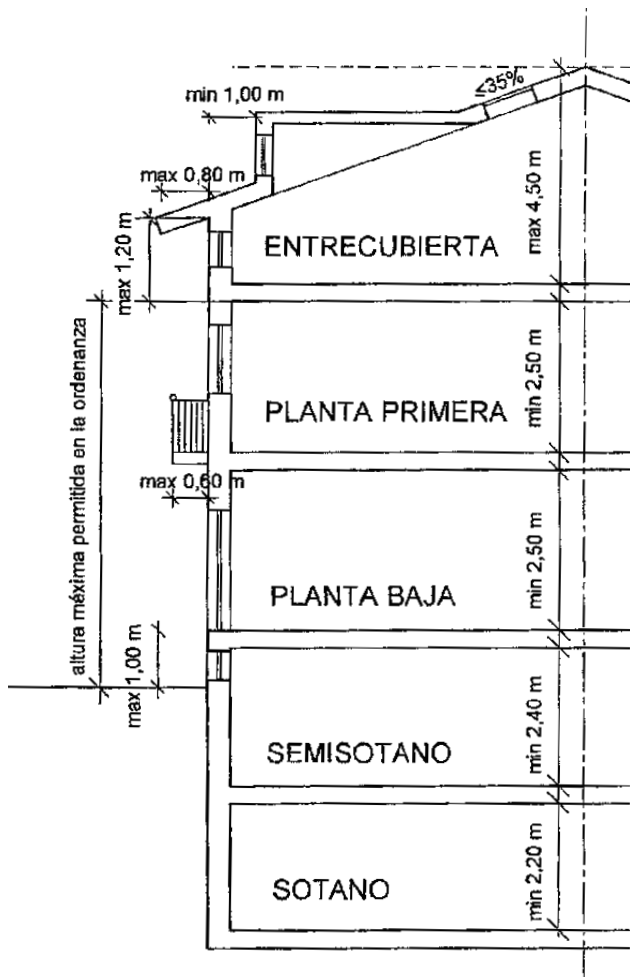 ≤35%
min 1,00 m
max 0,80 m
max 1,20 m
ENTRECUBIERTA
max 4,50 m
altura méxima permitida en la ordenanza
PLANTA PRIMERA
min 2,50 m
max 0,60 m
PLANTA BAJA
min 2,50 m
max 1,00 m
SEMISOTANO
min 2,40 m
SOTANO
min 2,20 m